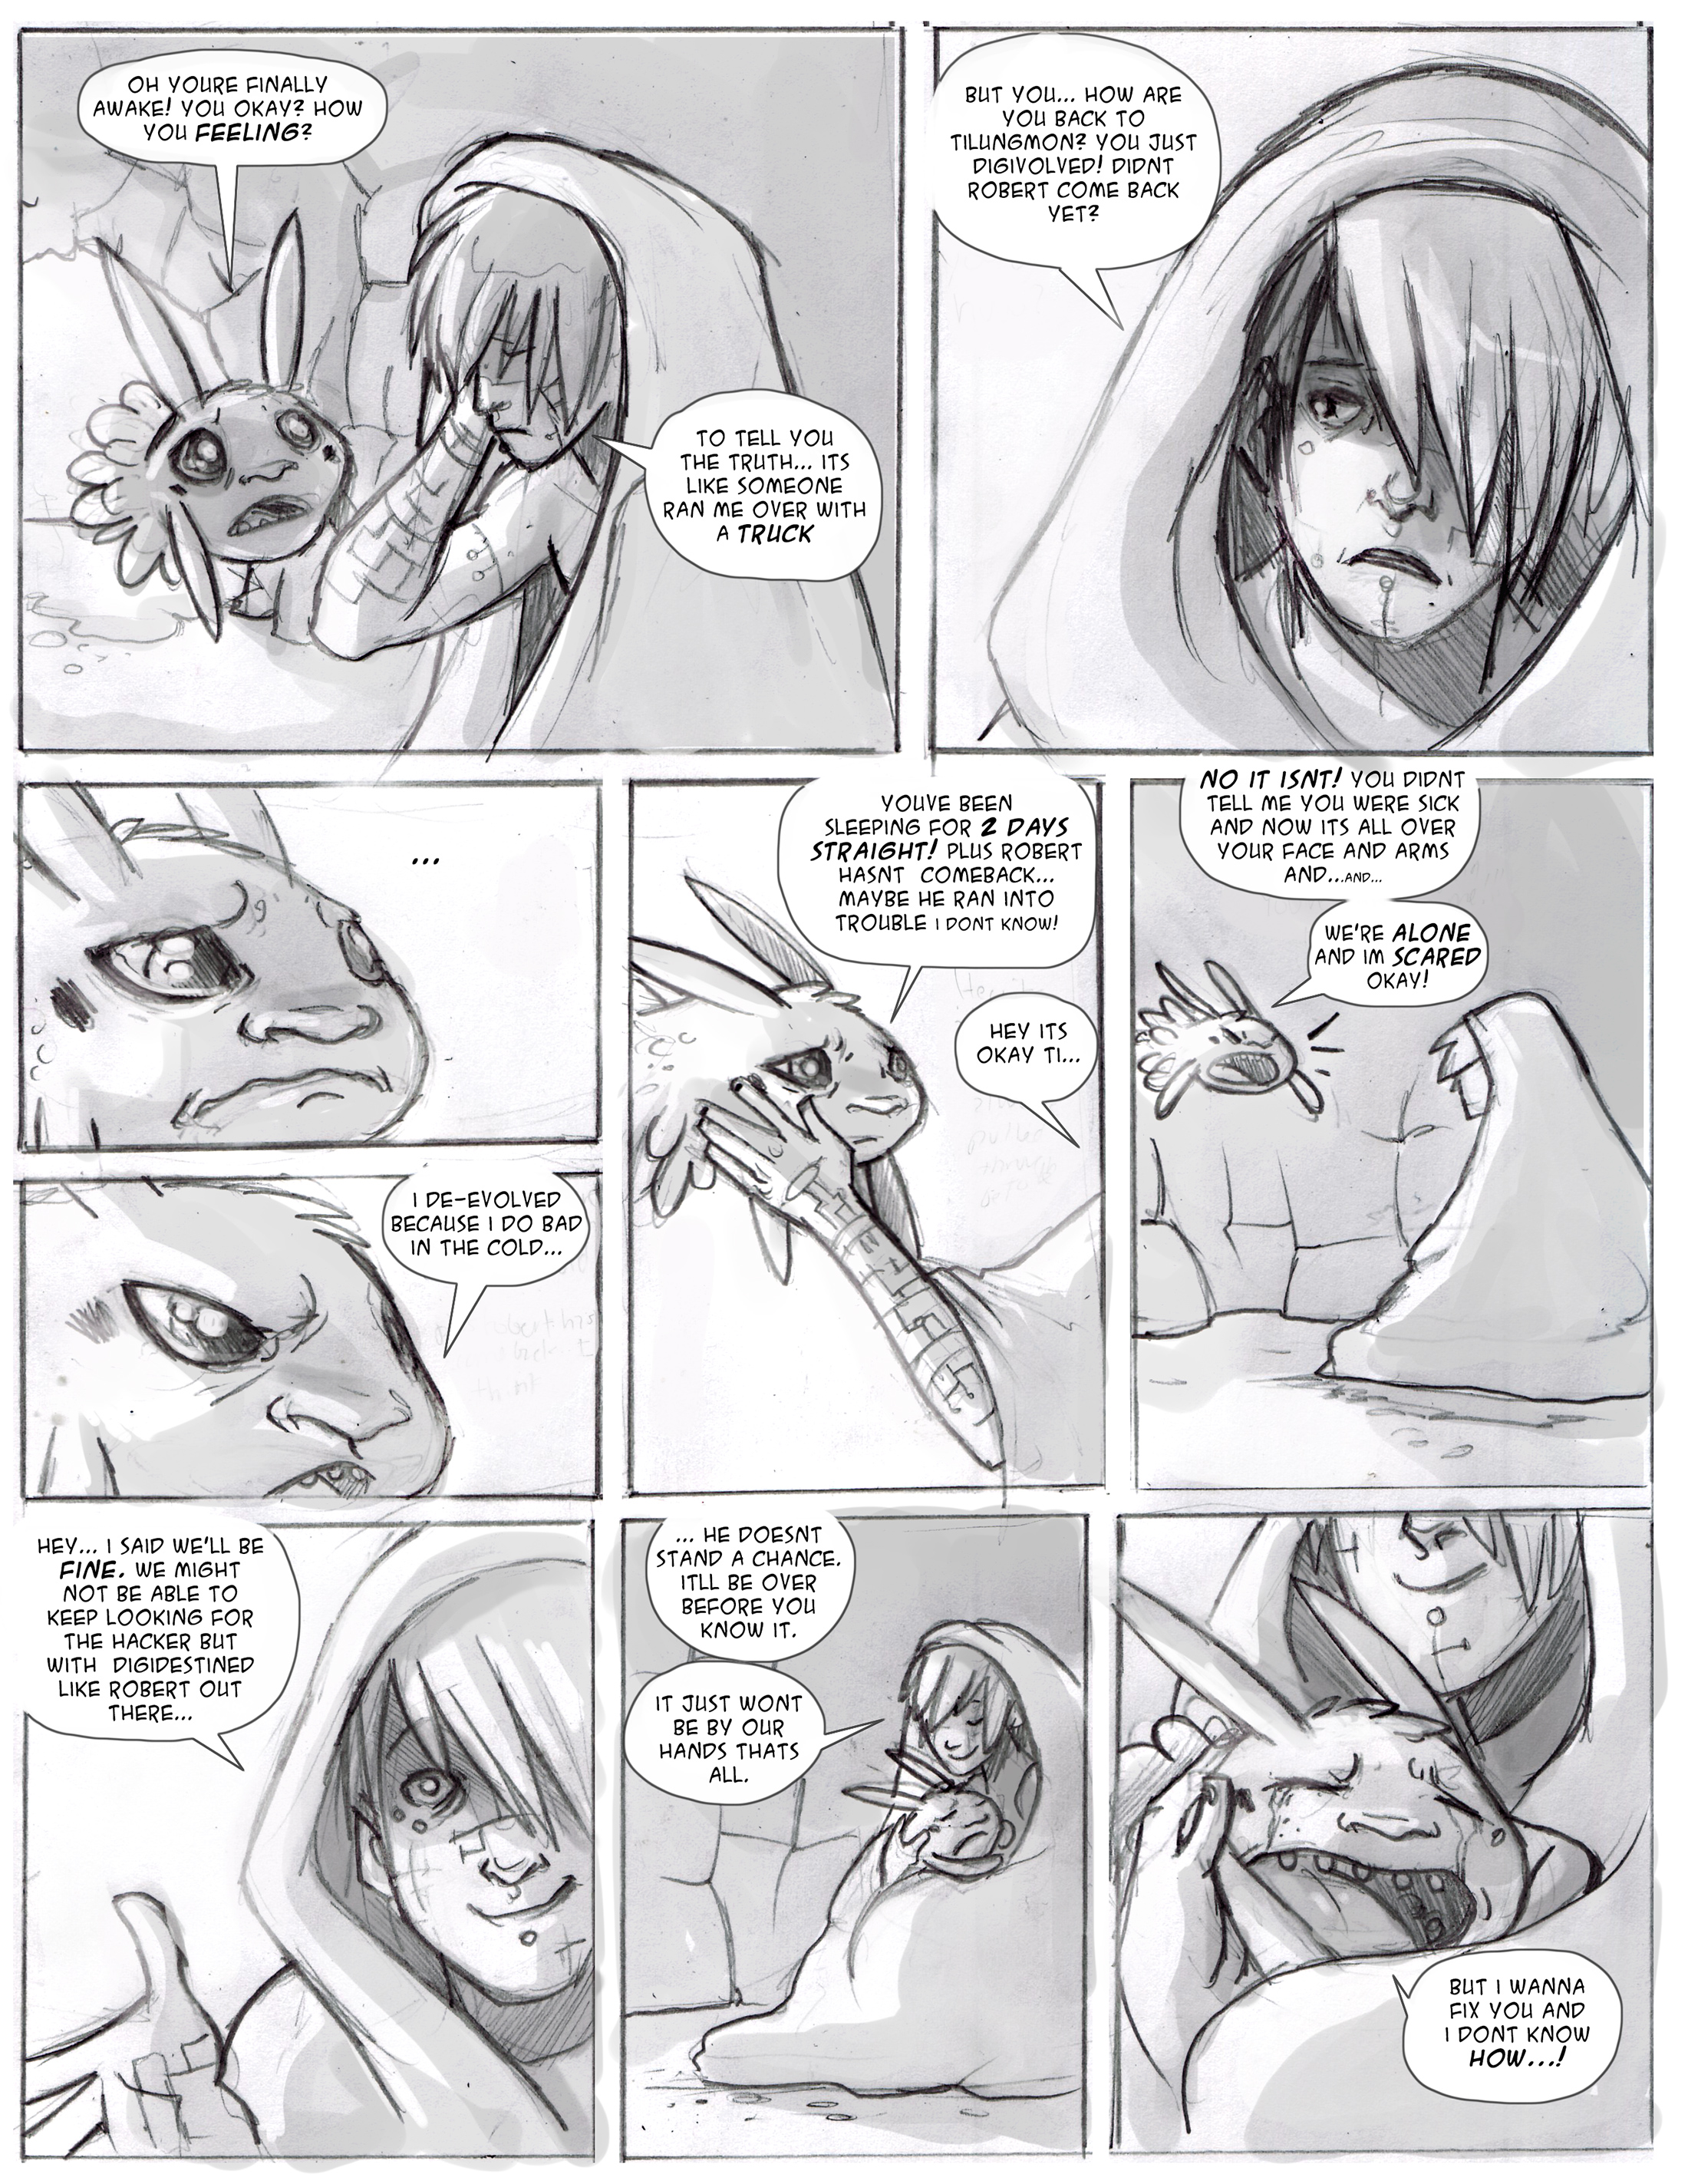 OH YOURE FINALLY
AWAKE! YOU OKAY? HOW
YOU FEELING?
TO TELL YOU
THE TRUTH... ITS
LIKE SOMEONE
RAN ME OVER WITH
A TRUCK
BUT YOU... HOW ARE
YOU BACK TO
TILUNGMON? YOU JUST
DIGIVOLVED! DIDNT
ROBERT COME BACK
YET?
...
I DE-EVOLVED
BECAUSE I DO BAD
IN THE COLD...
YOUVE BEEN
SLEEPING FOR 2 DAYS
STRAIGHT! PLUS ROBERT
HASNT COMEBACK...
MAYBE HE RAN INTO
TROUBLE I DONT KNOW!
HEY ITS
OKAY TI...
NO IT ISNT! YOU DIDNT
TELL ME YOU WERE SICK
AND NOW ITS ALL OVER
YOUR FACE AND ARMS
AND...AND...
WE'RE ALONE
AND IM SCARED
OKAY!
HEY... I SAID WE'LL BE
FINE. WE MIGHT
NOT BE ABLE TO
KEEP LOOKING FOR
THE HACKER BUT
WITH DIGIDESTINED
LIKE ROBERT OUT
THERE...
... HE DOESNT
STAND A CHANCE.
ITLL BE OVER
BEFORE YOU
KNOW IT.
IT JUST WONT
BE BY OUR
HANDS THATS
ALL.
BUT I WANNA
FIX YOU AND
I DONT KNOW
HOW...!